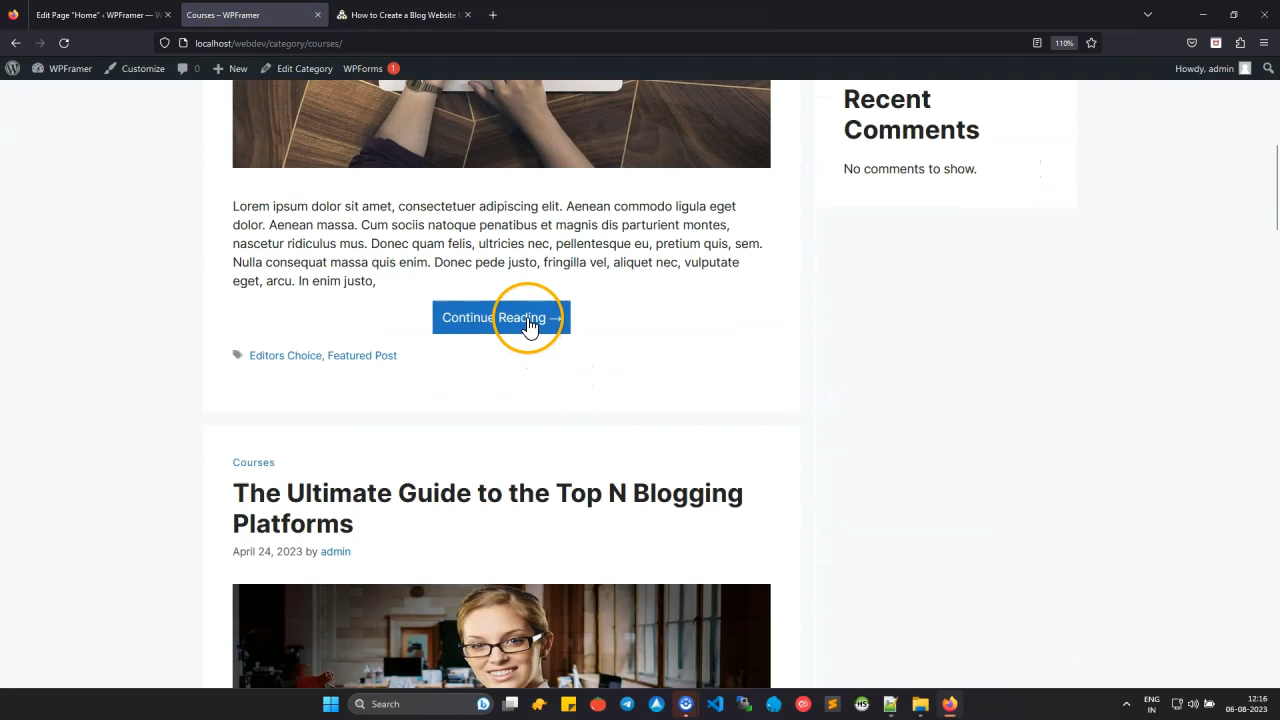 Edit Page "Home" ‹ WPFramer — W
Courses – WPFramer
How to Create a Blog Website
localhost/webdev/category/courses/
110%
WPFramer
Customize
0
New
Edit Category
WPForms
1
Howdy, admin
Recent
Comments
No comments to show.
Lorem ipsum dolor sit amet, consectetuer adipiscing elit. Aenean commodo ligula eget
dolor. Aenean massa. Cum sociis natoque penatibus et magnis dis parturient montes,
nascetur ridiculus mus. Donec quam felis, ultricies nec, pellentesque eu, pretium quis, sem.
Nulla consequat massa quis enim. Donec pede justo, fringilla vel, aliquet nec, vulputate
eget, arcu. In enim justo,
Continue Reading →
Editors Choice, Featured Post
Courses
The Ultimate Guide to the Top N Blogging
Platforms
April 24, 2023 by admin
Search
HS
ENG
IN
12:16
06-08-2023